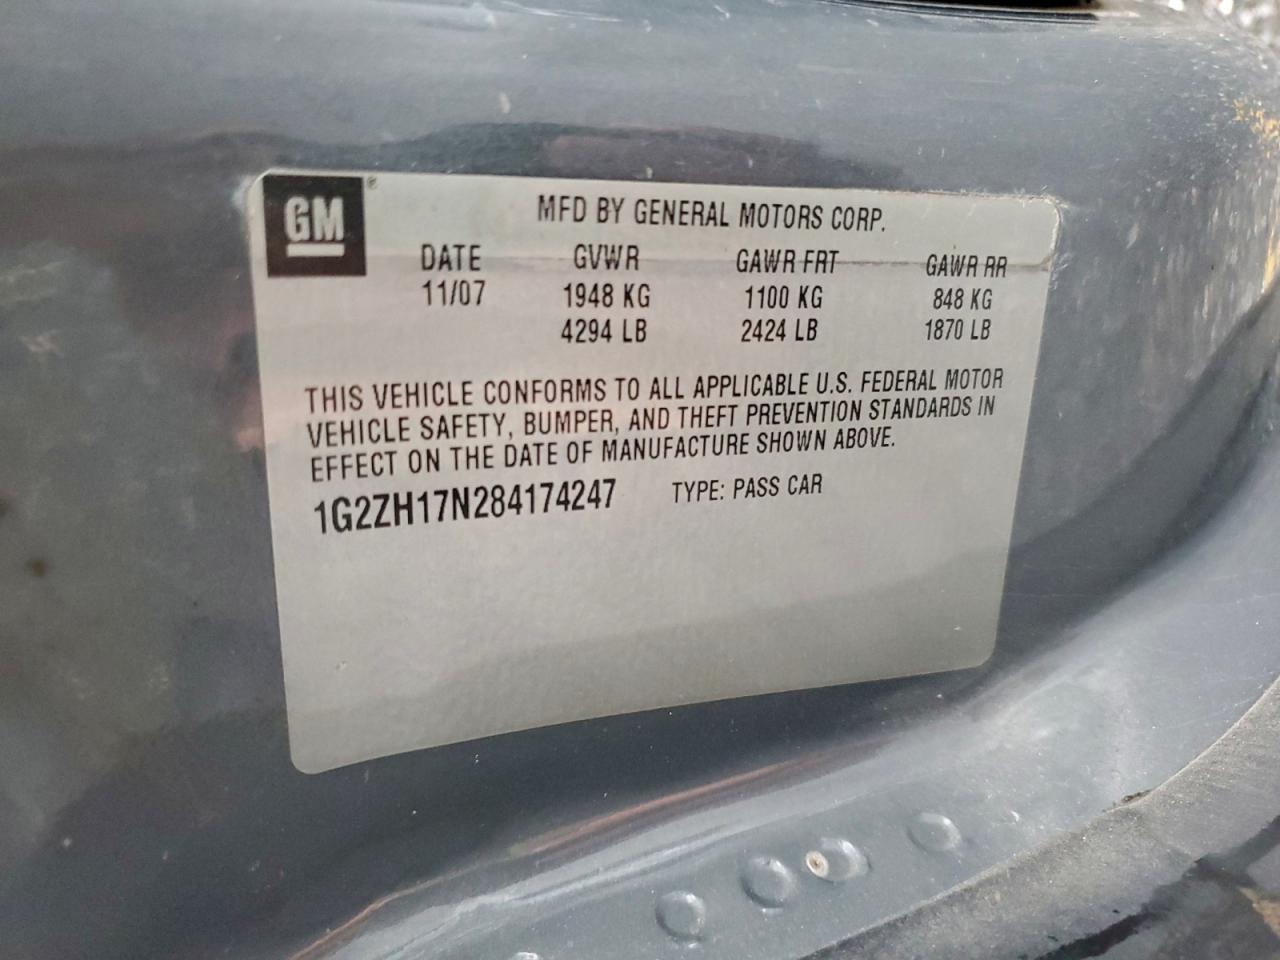 GM ®
MFD BY GENERAL MOTORS CORP.
DATE GVWR GAWR FRT GAWR RR
11/07 1948 KG 1100 KG 848 KG
4294 LB 2424 LB 1870 LB
THIS VEHICLE CONFORMS TO ALL APPLICABLE U.S. FEDERAL MOTOR
VEHICLE SAFETY, BUMPER, AND THEFT PREVENTION STANDARDS IN
EFFECT ON THE DATE OF MANUFACTURE SHOWN ABOVE.
1G2ZH17N284174247 TYPE: PASS CAR